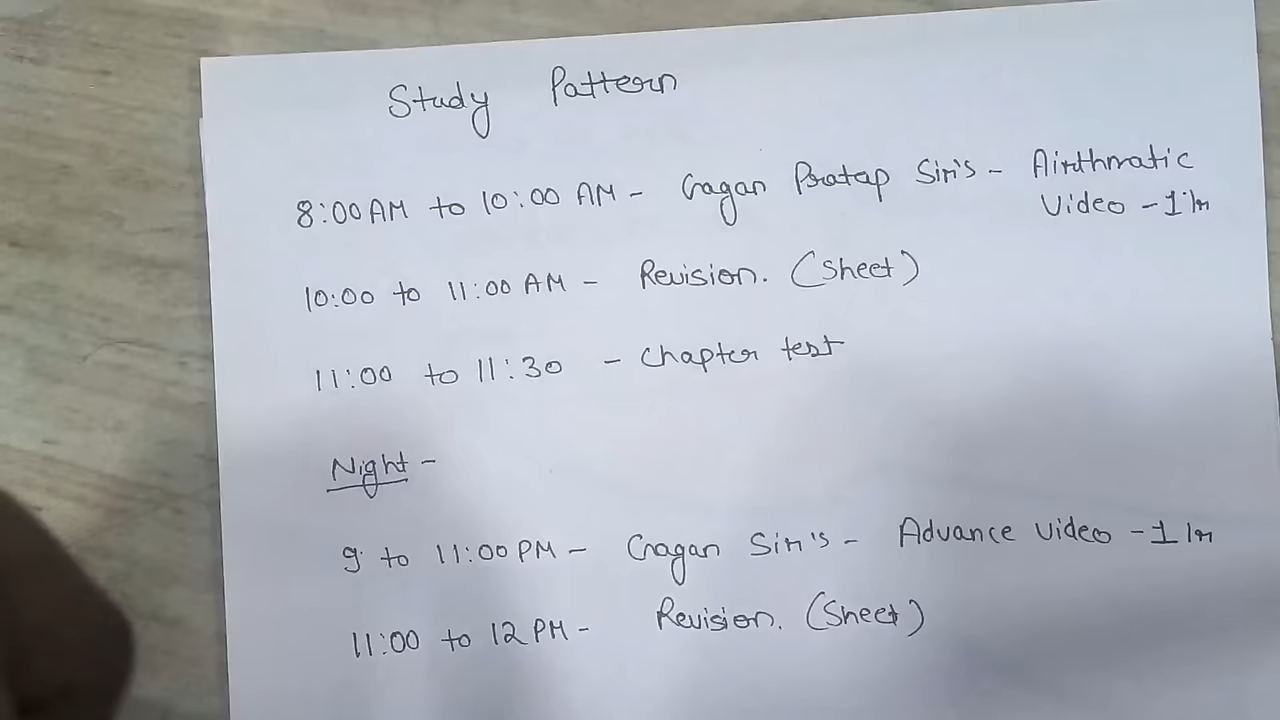 Study Pattern
8:00 AM to 10:00 AM - Gagan Pratap Sir's - Airthmatic
Video - 1 hr
10:00 to 11:00 AM - Revision. (Sheet)
11:00 to 11:30 - Chapter test
Night -
9 to 11:00 PM - Gagan Sir's - Advance Video - 1 hr
11:00 to 12 PM - Revision. (Sheet)